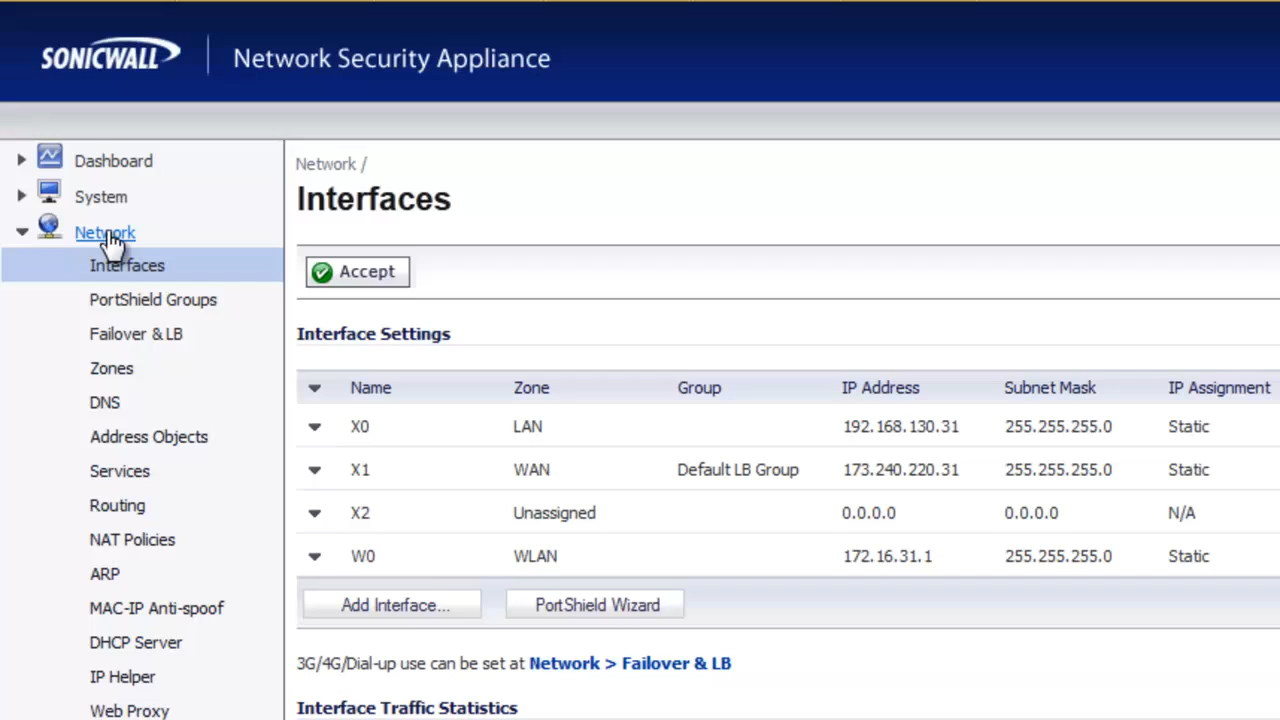 SONICWALL Network Security Appliance
Dashboard
System
Network
Interfaces
PortShield Groups
Failover & LB
Zones
DNS
Address Objects
Services
Routing
NAT Policies
ARP
MAC-IP Anti-spoof
DHCP Server
IP Helper
Web Proxy
Network /
Interfaces
Accept
Interface Settings
Name Zone Group IP Address Subnet Mask IP Assignment
X0 LAN 192.168.130.31 255.255.255.0 Static
X1 WAN Default LB Group 173.240.220.31 255.255.255.0 Static
X2 Unassigned 0.0.0.0 0.0.0.0 N/A
W0 WLAN 172.16.31.1 255.255.255.0 Static
Add Interface... PortShield Wizard
3G/4G/Dial-up use can be set at Network > Failover & LB
Interface Traffic Statistics